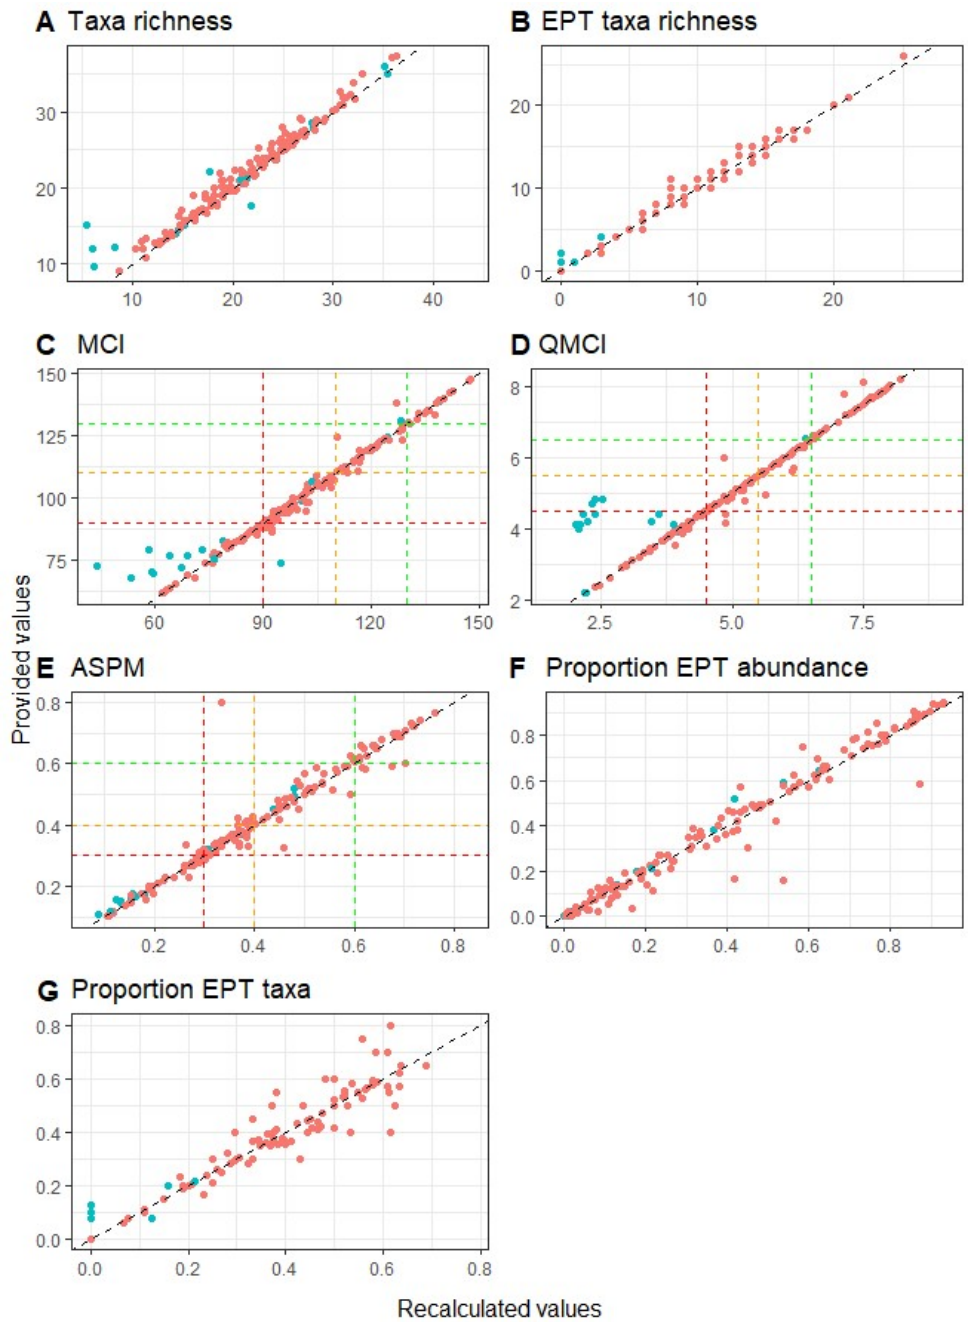 A Taxa richness
B EPT taxa richness
30
20
10
10 20 30 40
20
10
0
0 10 20
C MCI
D QMCI
150
125
100
75
60 90 120 150
8
6
4
2
2.5 5.0 7.5
Provided values
E ASPM
F Proportion EPT abundance
0.8
0.6
0.4
0.2
0.2 0.4 0.6 0.8
0.8
0.6
0.4
0.2
0.0
0.0 0.2 0.4 0.6 0.8
G Proportion EPT taxa
0.8
0.6
0.4
0.2
0.0
0.0 0.2 0.4 0.6 0.8
Recalculated values